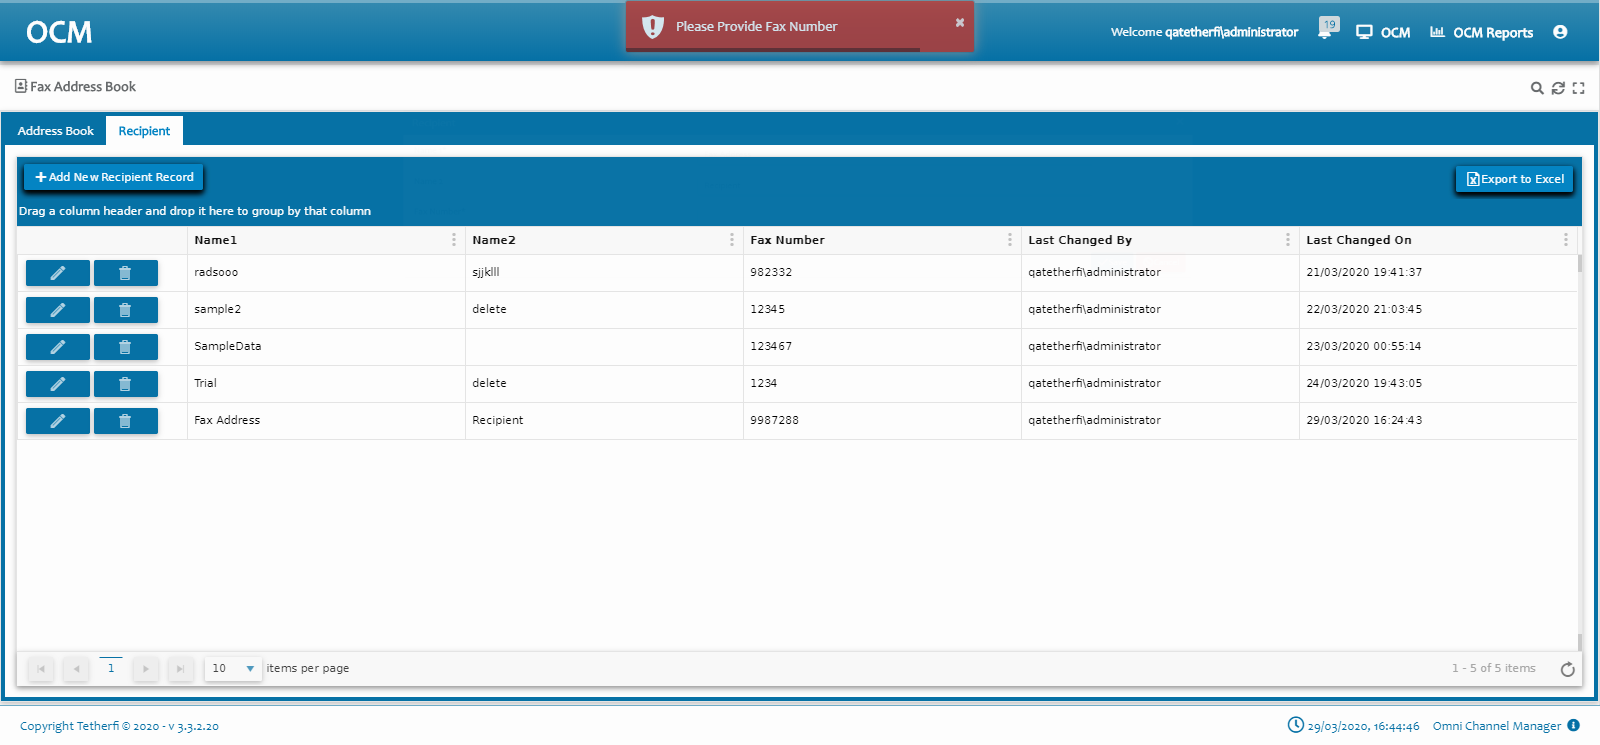 OCM
Please Provide Fax Number
Welcome qatetherfi\administrator
19
OCM
OCM Reports
Fax Address Book
Address Book
Recipient
Add New Recipient Record
Export to Excel
Drag a column header and drop it here to group by that column
Name1 Name2 Fax Number Last Changed By Last Changed On
radsooo sjjklll 982332 qatetherfi\administrator 21/03/2020 19:41:37
sample2 delete 12345 qatetherfi\administrator 22/03/2020 21:03:45
SampleData 123467 qatetherfi\administrator 23/03/2020 00:55:14
Trial delete 1234 qatetherfi\administrator 24/03/2020 19:43:05
Fax Address Recipient 9987288 qatetherfi\administrator 29/03/2020 16:24:43
1 10 items per page 1 - 5 of 5 items
Copyright Tetherfi © 2020 - v 3.3.2.20 29/03/2020, 16:44:46 Omni Channel Manager